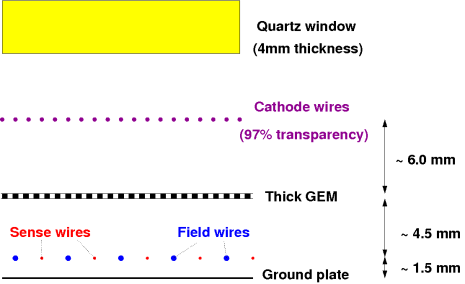 Quartz window
(4mm thickness)
Cathode wires
(97% transparency)
~ 6.0 mm
Thick GEM
Sense wires
Field wires
~ 4.5 mm
~ 1.5 mm
Ground plate